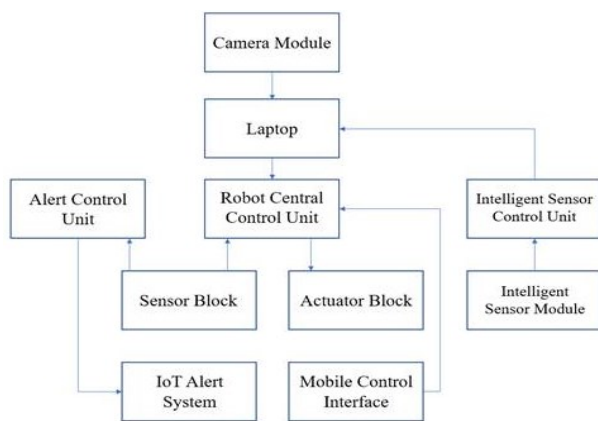 Camera Module
Laptop
Alert Control
Unit
Robot Central
Control Unit
Intelligent Sensor
Control Unit
Sensor Block
Actuator Block
Intelligent
Sensor Module
IoT Alert
System
Mobile Control
Interface